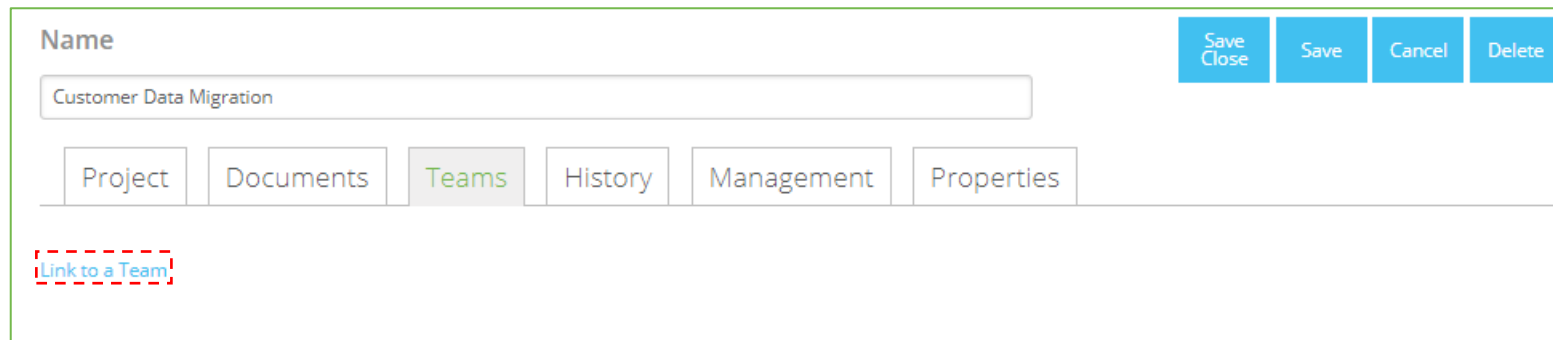 Name
Save
Close
Save
Cancel
Delete
Customer Data Migration
Project
Documents
Teams
History
Management
Properties
Link to a Team